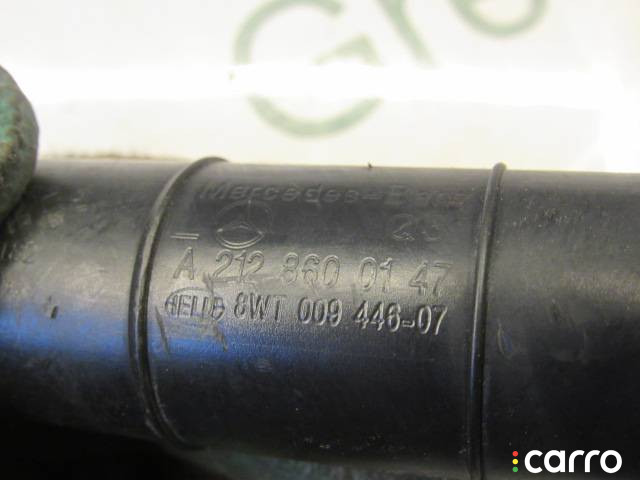 Mercedes-Benz
A 212 860 01 47
HELLA 8WT 009 446-07
carro